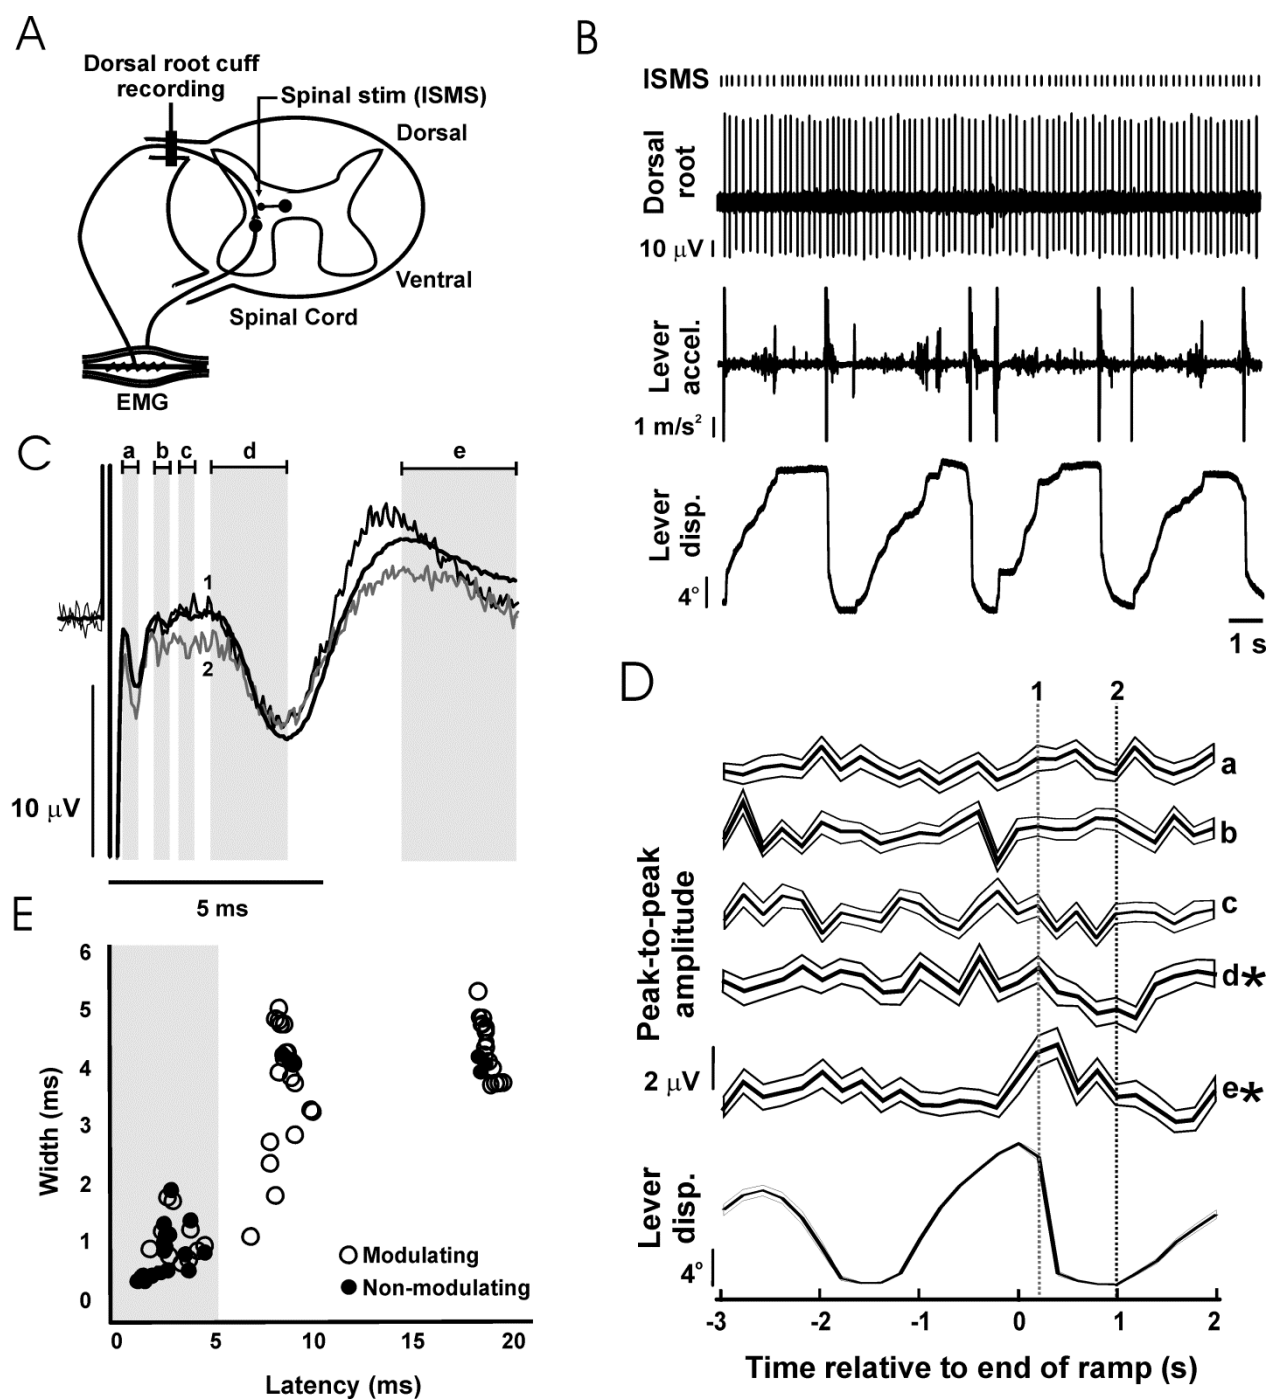 A
Dorsal root cuff
recording
Spinal stim (ISMS)
Dorsal
Ventral
Spinal Cord
EMG
B
ISMS
Dorsal
root
10 μV
Lever
accel.
1 m/s²
Lever
disp.
4°
1 s
C
a b c d e
1
2
10 μV
5 ms
D
1 2
a
b
c
d*
e*
Peak-to-peak
amplitude
2 μV
Lever
disp.
4°
-3 -2 -1 0 1 2
Time relative to end of ramp (s)
E
6
5
4
3
2
1
0
Width (ms)
Modulating
Non-modulating
0 5 10 15 20
Latency (ms)